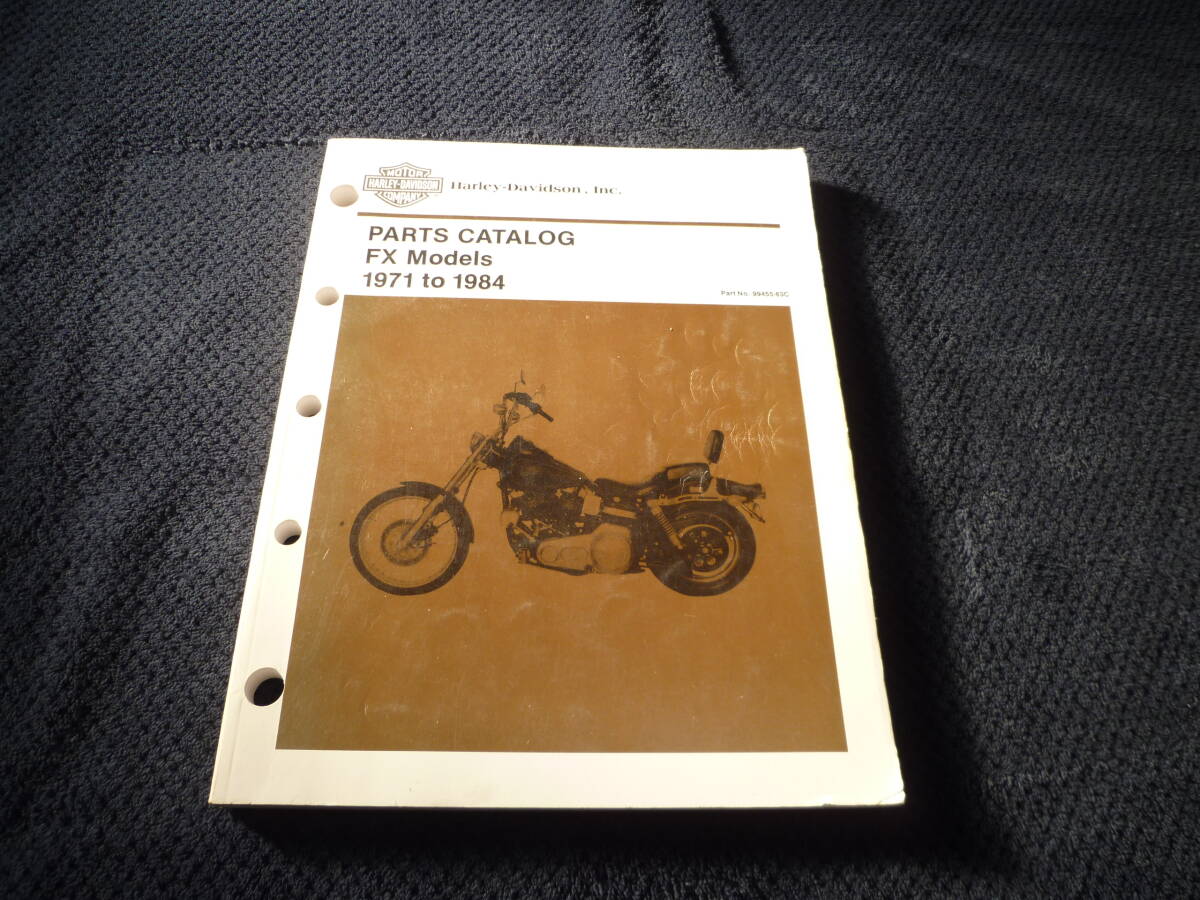 MOTOR
HARLEY-DAVIDSON
COMPANY
Harley-Davidson, Inc.
PARTS CATALOG
FX Models
1971 to 1984
Part No. 99455-83C